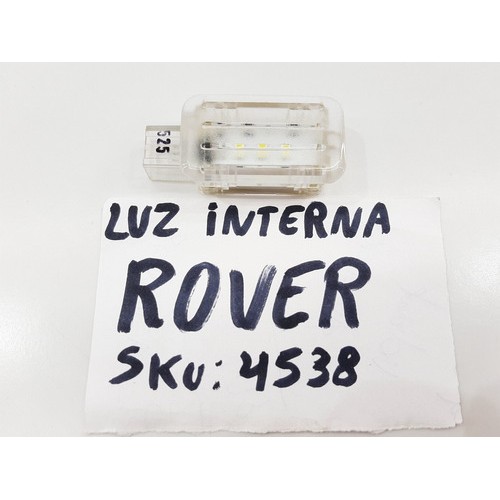 525
LUZ iNTERNA
ROVER
SKU: 4538